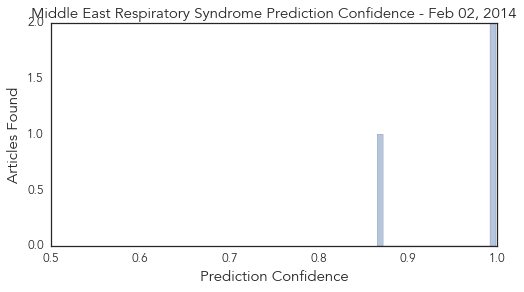 Middle East Respiratory Syndrome Prediction Confidence - Feb 02, 2014
2.0
1.5
1.0
0.5
0.0
Articles Found
0.5 0.6 0.7 0.8 0.9 1.0
Prediction Confidence